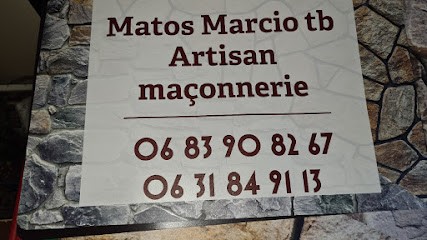 Matos Marcio tb
Artisan
maçonnerie
06 83 90 82 67
06 31 84 91 13